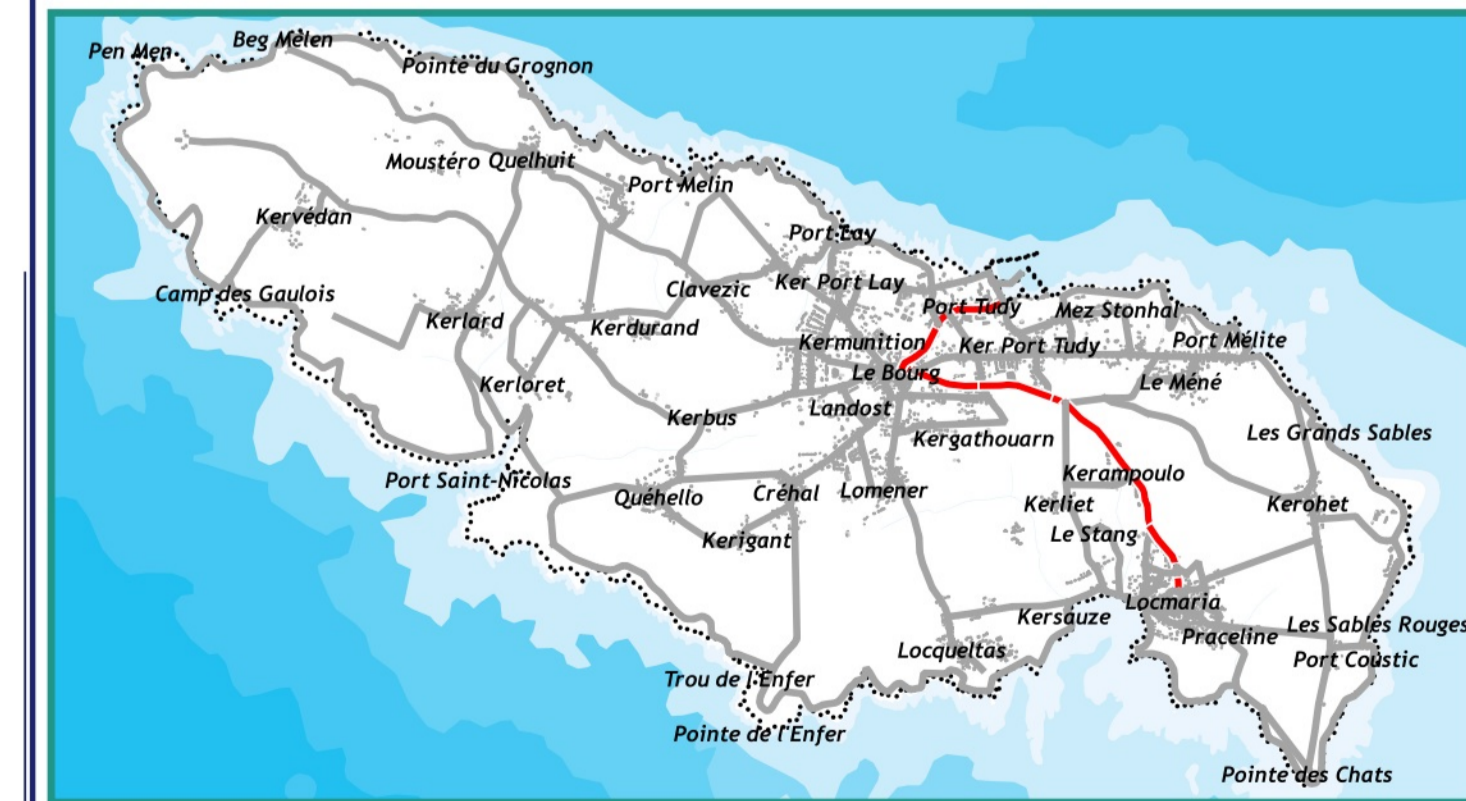 Pen Men
Beg Mèlen
Pointe du Grognon
Moustéro
Quelhuit
Port Melin
Kervédan
Port Lay
Camp des Gaulois
Clavezic
Ker Port Lay
Kerlard
Kerdurand
Port Tudy
Mez Stonhal
Kermunition
Ker Port Tudy
Port Mélite
Kerloret
Le Bourg
Le Méné
Kerbus
Landost
Kergathouarn
Les Grands Sables
Port Saint-Nicolas
Quéhello
Créhal
Lomener
Kerampoulo
Kerliet
Kerohet
Kerigant
Le Stang
Locmaria
Kersauze
Praceline
Les Sables Rouges
Locqueltas
Port Coustic
Trou de l'Enfer
Pointe de l'Enfer
Pointe des Chats